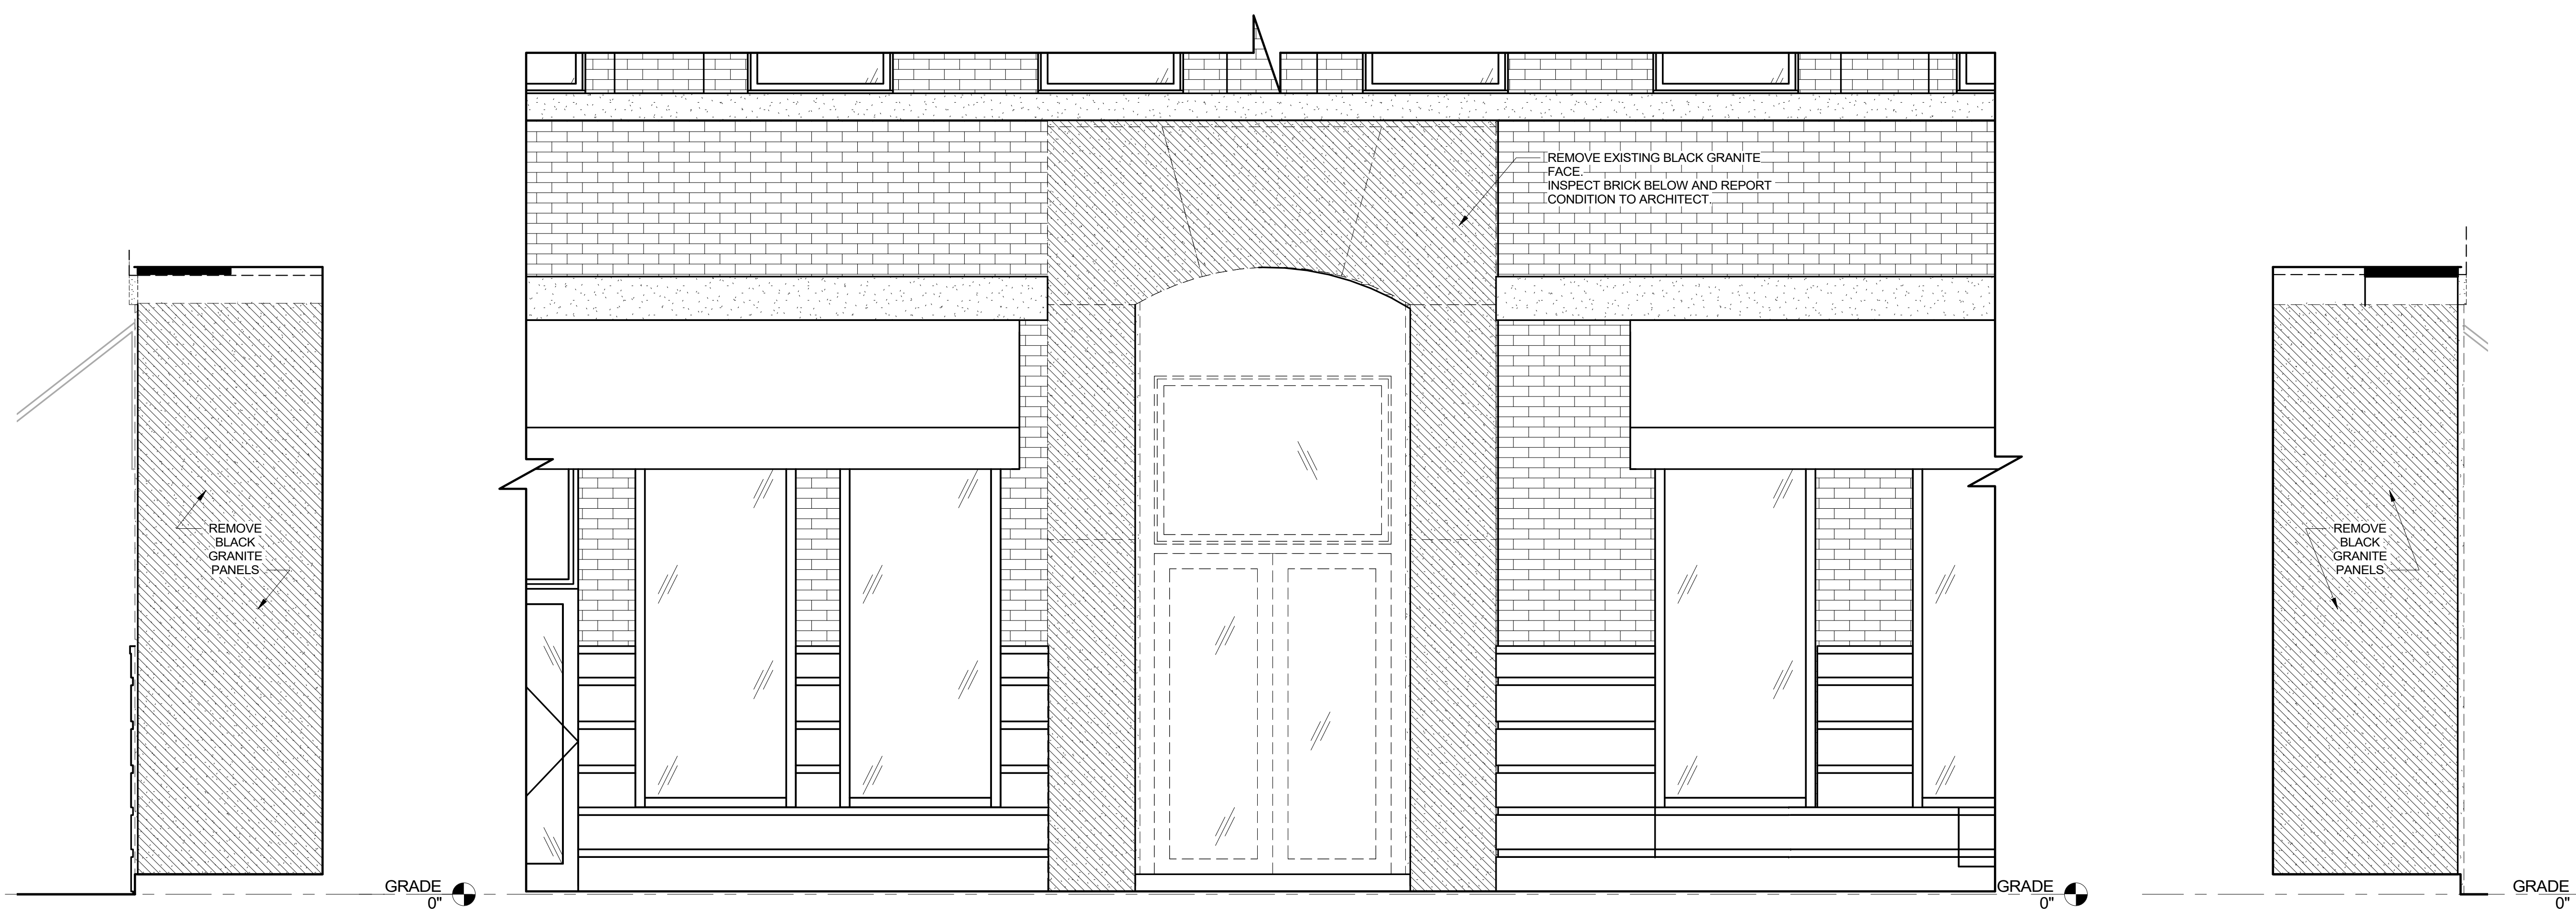 REMOVE EXISTING BLACK GRANITE
FACE.
INSPECT BRICK BELOW AND REPORT
CONDITION TO ARCHITECT.
REMOVE
BLACK
GRANITE
PANELS
REMOVE
BLACK
GRANITE
PANELS
GRADE
0"
GRADE
0"
GRADE
0"